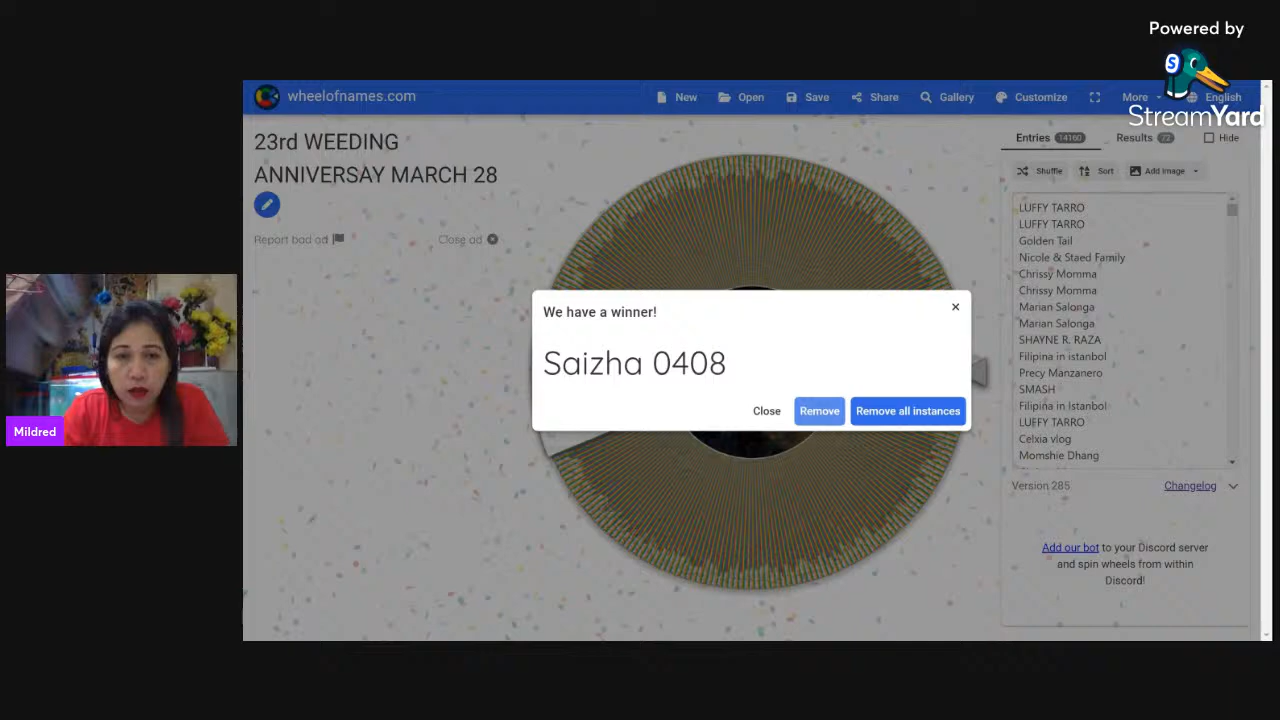 Powered by
StreamYard
wheelofnames.com
New
Open
Save
Share
Gallery
Customize
More
English
23rd WEEDING
ANNIVERSAY MARCH 28
Report bad ad
Close ad
Entries 14160
Results 72
Hide
Shuffle
Sort
Add image
LUFFY TARRO
LUFFY TARRO
Golden Tail
Nicole & Staed Family
Chrissy Momma
Chrissy Momma
Marian Salonga
Marian Salonga
SHAYNE R. RAZA
Filipina in istanbol
Precy Manzanero
SMASH
Filipina in Istanbol
LUFFY TARRO
Celxia vlog
Momshie Dhang
We have a winner!
Saizha 0408
Close
Remove
Remove all instances
Mildred
Version 285
Changelog
Add our bot to your Discord server
and spin wheels from within
Discord!